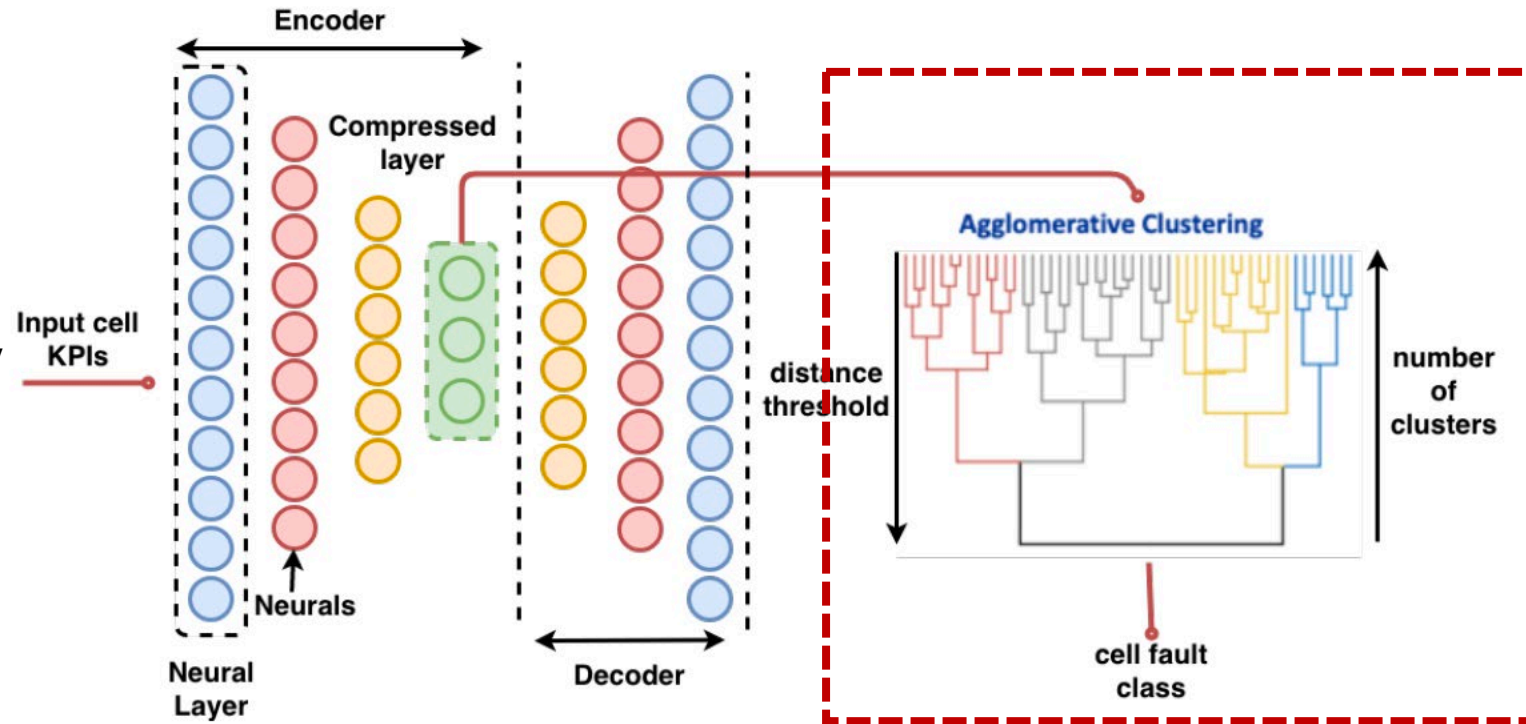 Encoder
Compressed
layer
Input cell
KPIs
Neurals
Neural
Layer
Decoder
Agglomerative Clustering
distance
threshold
number
of
clusters
cell fault
class